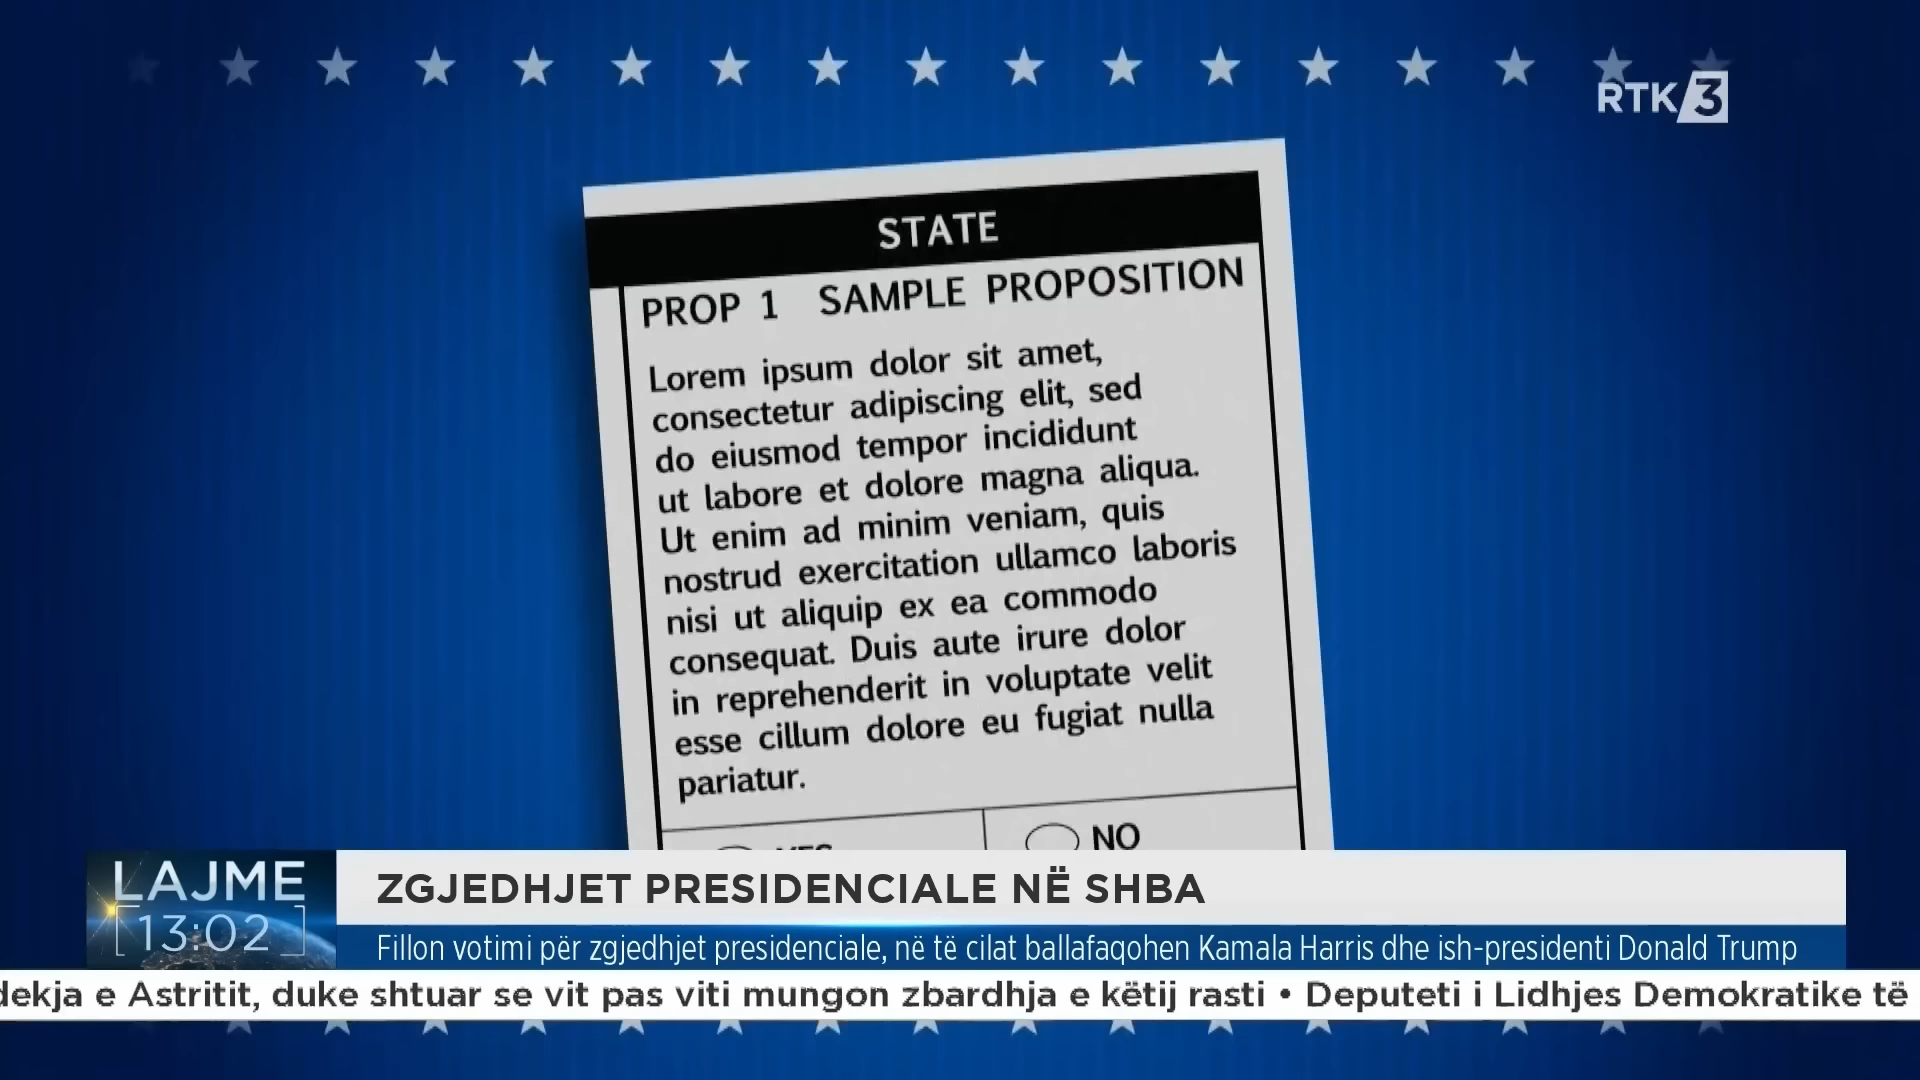 RTK 3
STATE
PROP 1 SAMPLE PROPOSITION
Lorem ipsum dolor sit amet,
consectetur adipiscing elit, sed
do eiusmod tempor incididunt
ut labore et dolore magna aliqua.
Ut enim ad minim veniam, quis
nostrud exercitation ullamco laboris
nisi ut aliquip ex ea commodo
consequat. Duis aute irure dolor
in reprehenderit in voluptate velit
esse cillum dolore eu fugiat nulla
pariatur.
YES NO
LAJME
13:02
ZGJEDHJET PRESIDENCIALE NË SHBA
Fillon votimi për zgjedhjet presidenciale, në të cilat ballafaqohen Kamala Harris dhe ish-presidenti Donald Trump
dekja e Astritit, duke shtuar se vit pas viti mungon zbardhja e këtij rasti • Deputeti i Lidhjes Demokratike të